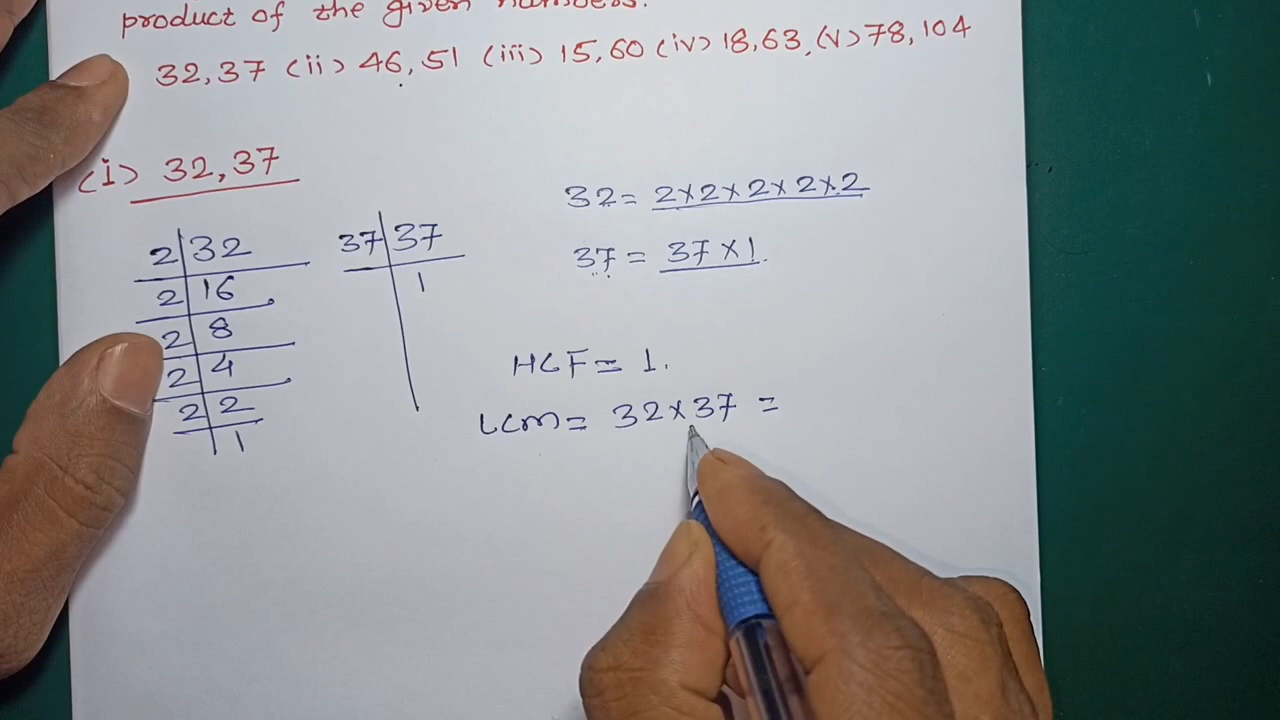 product of the given numbers.
32,37 (ii) 46,51 (iii) 15,60 (iv) 18,63, (v) 78,104
(i) 32,37
2 | 32
2 | 16
2 | 8
2 | 4
2 | 2
1
37 | 37
1
32 = 2×2×2×2×2
37 = 37×1.
HCF = 1.
LCM = 32×37 =